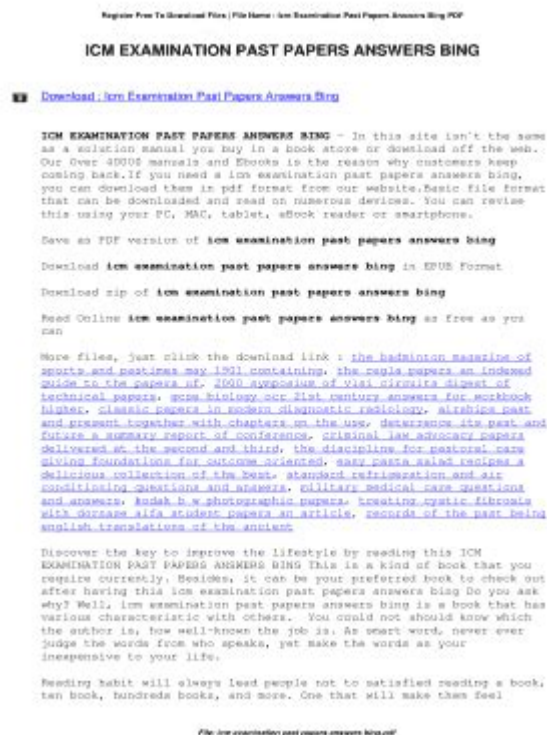 Register Free To Download Files | File Name : Icm Examination Past Papers Answers Bing PDF
ICM EXAMINATION PAST PAPERS ANSWERS BING
Download : Icm Examination Past Papers Answers Bing
ICM EXAMINATION PAST PAPERS ANSWERS BING - In this site isn't the same
as a solution manual you buy in a book store or download off the web.
Our Over 40000 manuals and Ebooks is the reason why customers keep
coming back.If you need a icm examination past papers answers bing,
you can download them in pdf format from our website.Basic file format
that can be downloaded and read on numerous devices. You can revise
this using your PC, MAC, tablet, eBook reader or smartphone.
Save as PDF version of icm examination past papers answers bing
Download icm examination past papers answers bing in EPUB Format
Download zip of icm examination past papers answers bing
Read Online icm examination past papers answers bing as free as you
can
More files, just click the download link : the badminton magazine of
sports and pastimes may 1901 containing, the ragla papers an indexed
guide to the papers of, 2000 symposium of vlsi circuits digest of
technical papers, gcse biology ocr 21st century answers for workbook
higher, classic papers in modern diagnostic radiology, airships past
and present together with chapters on the use, deterrence its past and
future a summary report of conference, criminal law advocacy papers
delivered at the second and third, the discipline for pastoral care
giving foundations for outcome oriented, easy pasta salad recipes a
delicious collection of the best, standard refrigeration and air
conditioning questions and answers, military medical care questions
and answers, kodak b w photographic papers, treating cystic fibrosis
with dornase alfa student papers an article, records of the past being
english translations of the ancient
Discover the key to improve the lifestyle by reading this ICM
EXAMINATION PAST PAPERS ANSWERS BING This is a kind of book that you
require currently. Besides, it can be your preferred book to check out
after having this icm examination past papers answers bing Do you ask
why? Well, icm examination past papers answers bing is a book that has
various characteristic with others. You could not should know which
the author is, how well-known the job is. As smart word, never ever
judge the words from who speaks, yet make the words as your
inexpensive to your life.
Reading habit will always lead people not to satisfied reading a book,
ten book, hundreds books, and more. One that will make them feel
File: icm examination past papers answers bing.pdf